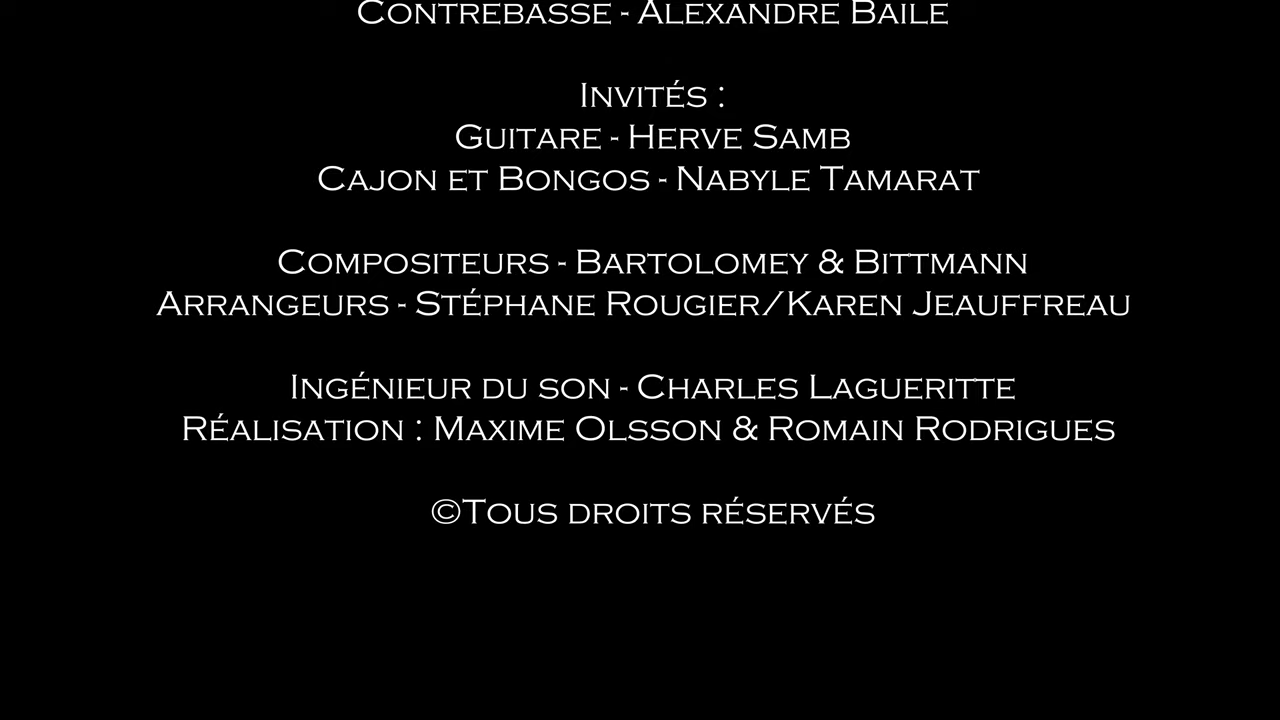 Contrebasse - Alexandre Baile
Invités :
Guitare - Herve Samb
Cajon et Bongos - Nabyle Tamarat
Compositeurs - Bartolomey & Bittmann
Arrangeurs - Stéphane Rougier/Karen Jeauffreau
Ingénieur du son - Charles Lagueritte
Réalisation : Maxime Olsson & Romain Rodrigues
©Tous droits réservés